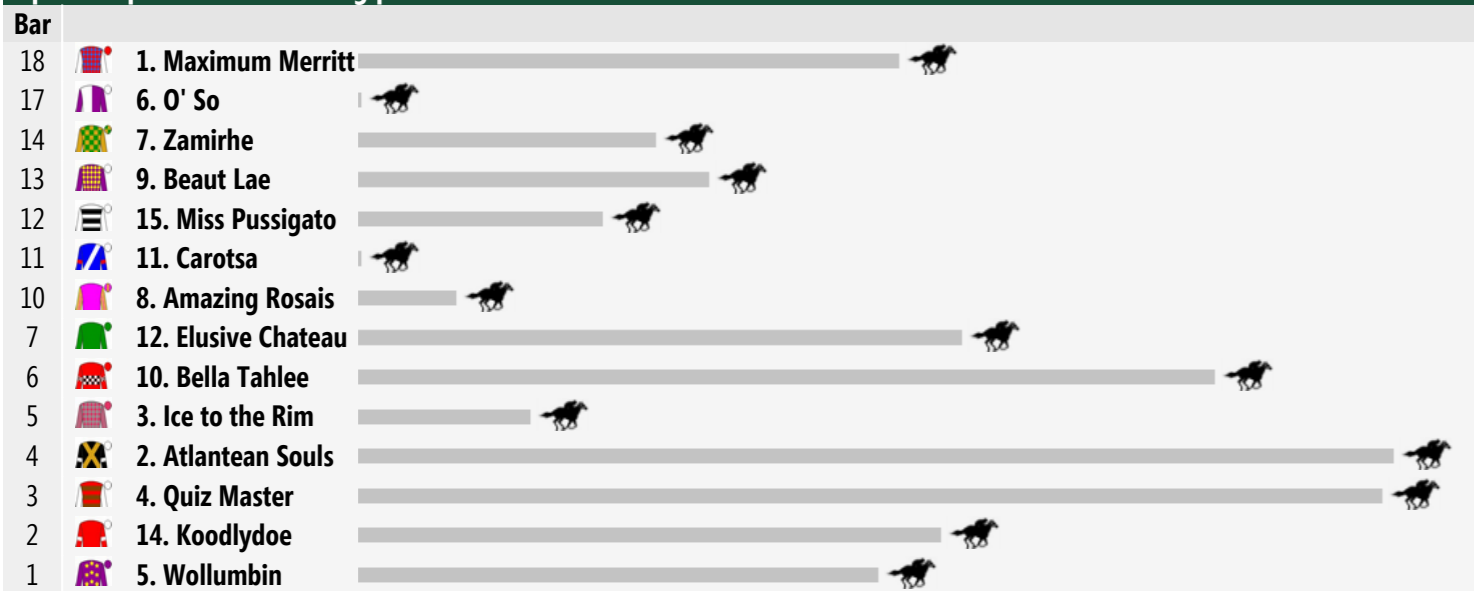 Bar
18 1. Maximum Merritt
17 6. O' So
14 7. Zamirhe
13 9. Beaut Lae
12 15. Miss Pussigato
11 11. Carotsa
10 8. Amazing Rosais
7 12. Elusive Chateau
6 10. Bella Tahlee
5 3. Ice to the Rim
4 2. Atlantean Souls
3 4. Quiz Master
2 14. Koodlydoe
1 5. Wollumbin